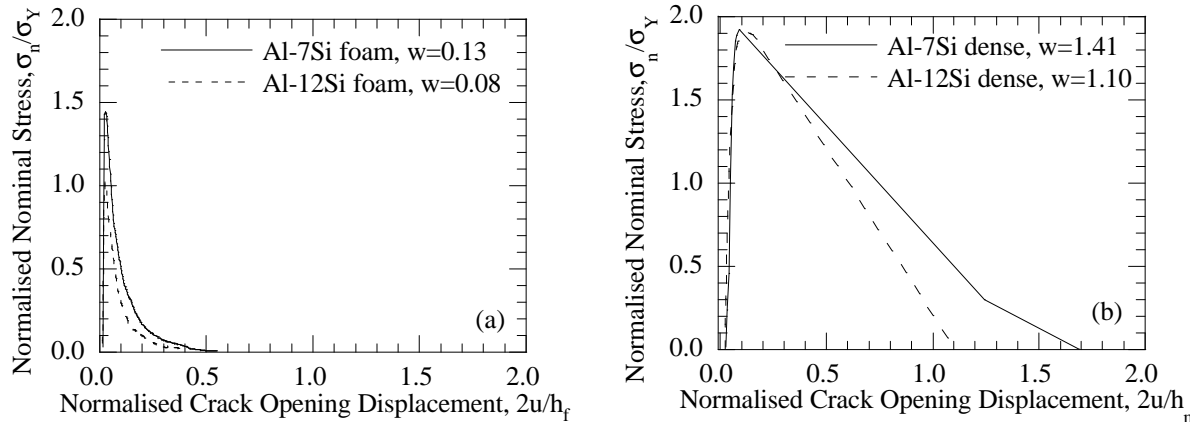 Normalised Nominal Stress, σn/σY
2.0
1.5
1.0
0.5
0.0
Al-7Si foam, w=0.13
Al-12Si foam, w=0.08
(a)
0.0 0.5 1.0 1.5 2.0
Normalised Crack Opening Displacement, 2u/hf
Normalised Nominal Stress, σn/σY
2.0
1.5
1.0
0.5
0.0
Al-7Si dense, w=1.41
Al-12Si dense, w=1.10
(b)
0.0 0.5 1.0 1.5 2.0
Normalised Crack Opening Displacement, 2u/hn